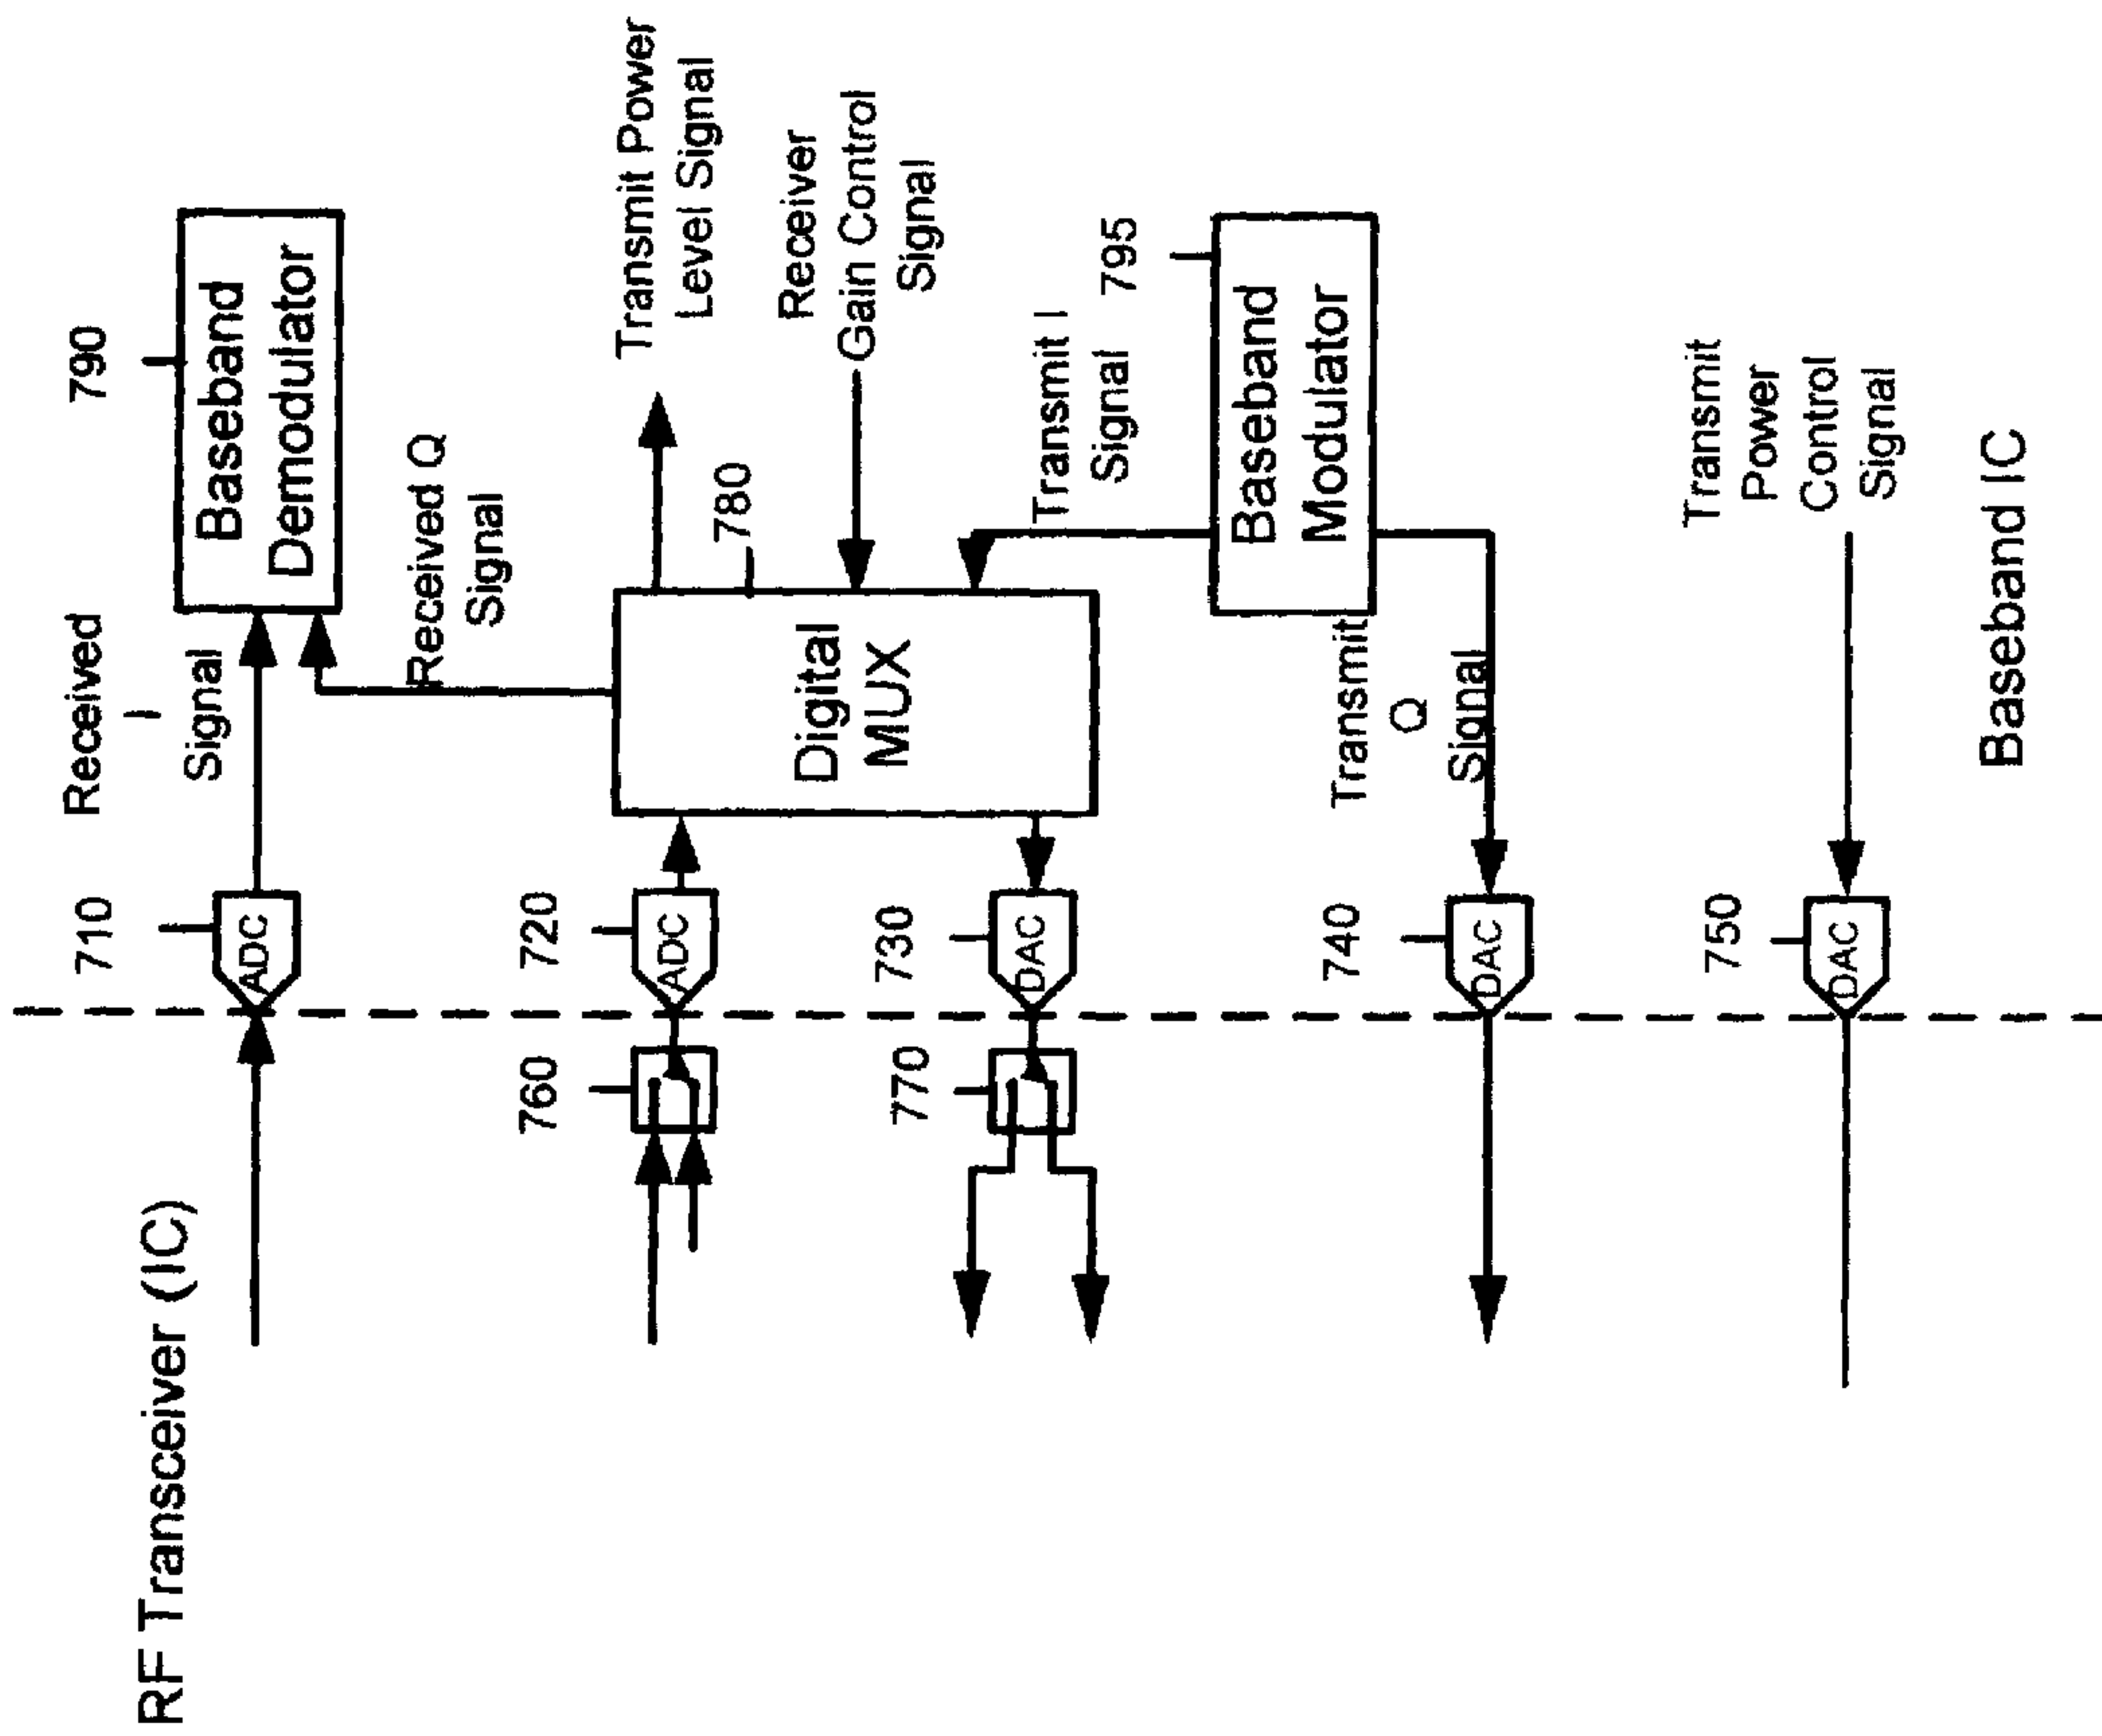 RF Transceiver (IC)
710
ADC
Received
I
Signal
790
Baseband
Demodulator
Received Q
Signal
760
720
ADC
Transmit Power
Level Signal
780
Digital
MUX
Receiver
Gain Control
Signal
770
730
DAC
Transmit I
Signal
795
Baseband
Modulator
740
DAC
Transmit
Q
Signal
750
DAC
Transmit
Power
Control
Signal
Baseband IC